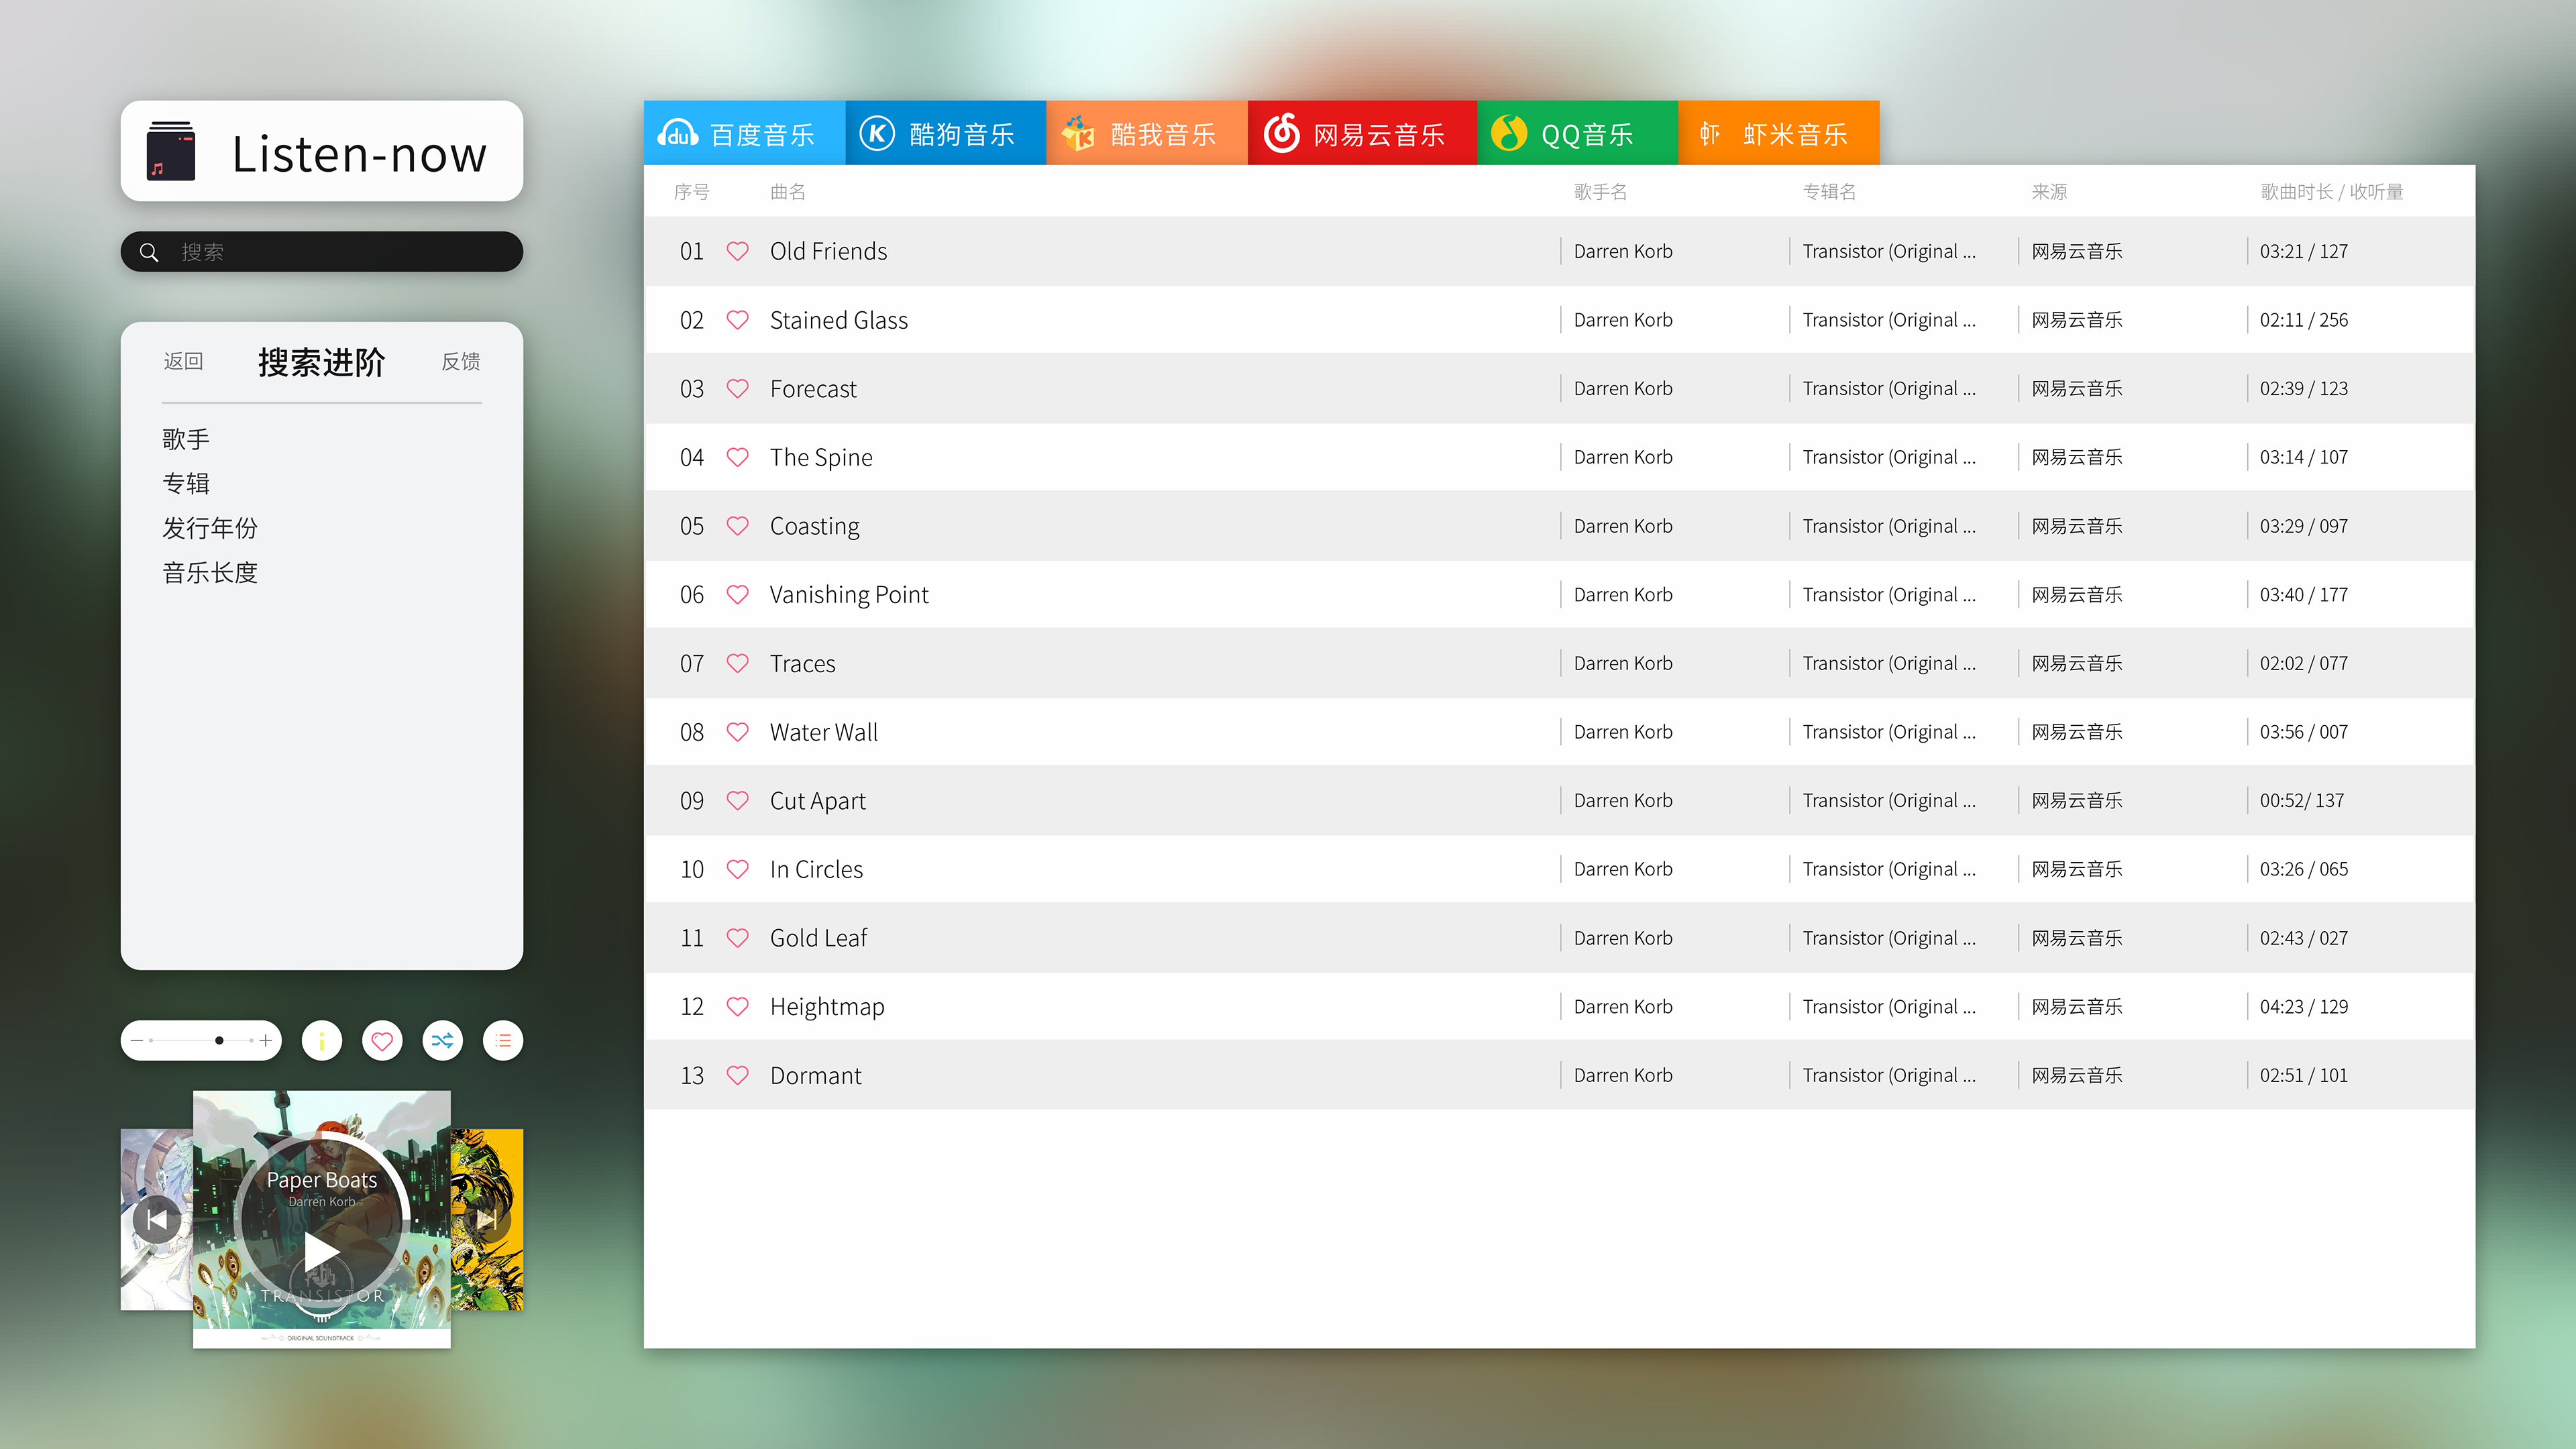 Listen-now
搜索
返回 搜索进阶 反馈
歌手
专辑
发行年份
音乐长度
Paper Boats
Darren Korb
TRANSISTOR
ORIGINAL SOUNDTRACK
du 百度音乐 K 酷狗音乐 K 酷我音乐 网易云音乐 QQ音乐 虾 虾米音乐
序号 曲名 歌手名 专辑名 来源 歌曲时长 / 收听量
01 Old Friends Darren Korb Transistor (Original ... 网易云音乐 03:21 / 127
02 Stained Glass Darren Korb Transistor (Original ... 网易云音乐 02:11 / 256
03 Forecast Darren Korb Transistor (Original ... 网易云音乐 02:39 / 123
04 The Spine Darren Korb Transistor (Original ... 网易云音乐 03:14 / 107
05 Coasting Darren Korb Transistor (Original ... 网易云音乐 03:29 / 097
06 Vanishing Point Darren Korb Transistor (Original ... 网易云音乐 03:40 / 177
07 Traces Darren Korb Transistor (Original ... 网易云音乐 02:02 / 077
08 Water Wall Darren Korb Transistor (Original ... 网易云音乐 03:56 / 007
09 Cut Apart Darren Korb Transistor (Original ... 网易云音乐 00:52/ 137
10 In Circles Darren Korb Transistor (Original ... 网易云音乐 03:26 / 065
11 Gold Leaf Darren Korb Transistor (Original ... 网易云音乐 02:43 / 027
12 Heightmap Darren Korb Transistor (Original ... 网易云音乐 04:23 / 129
13 Dormant Darren Korb Transistor (Original ... 网易云音乐 02:51 / 101